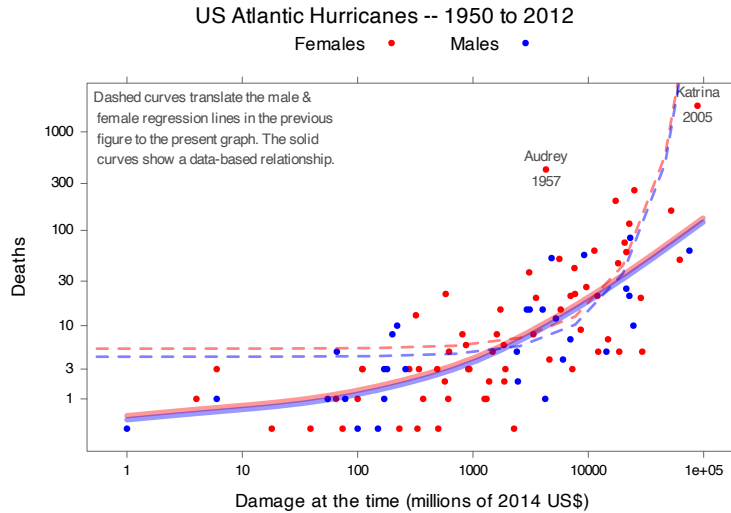 US Atlantic Hurricanes -- 1950 to 2012
Females
Males
Dashed curves translate the male &
female regression lines in the previous
figure to the present graph. The solid
curves show a data-based relationship.
Katrina
2005
Audrey
1957
Deaths
1000
300
100
30
10
3
1
1
10
100
1000
10000
1e+05
Damage at the time (millions of 2014 US$)